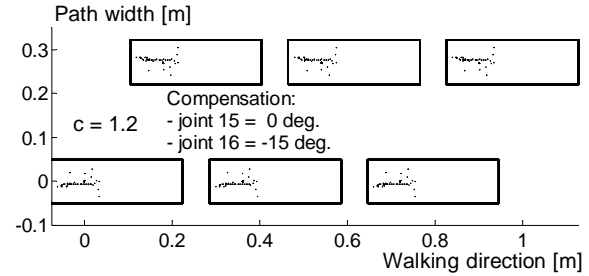 Path width [m]
0.3
0.2
Compensation:
- joint 15 = 0 deg.
c = 1.2
- joint 16 = -15 deg.
0.1
0
-0.1
0 0.2 0.4 0.6 0.8 1
Walking direction [m]